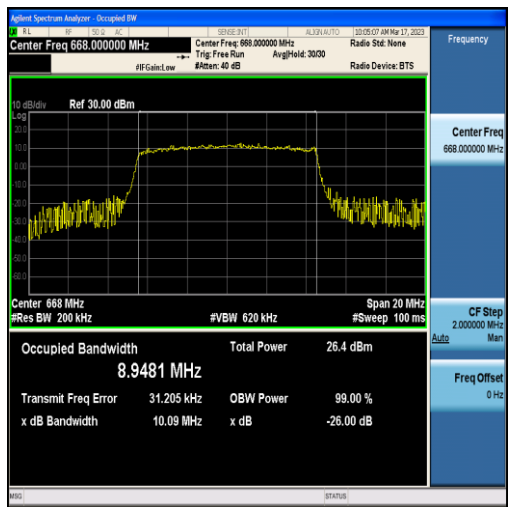 Agilent Spectrum Analyzer - Occupied BW
RL RF 50 Ω AC SENSE:INT ALIGN AUTO 10:05:07 AM Mar 17, 2023
Center Freq 668.000000 MHz
Center Freq: 668.000000 MHz
Radio Std: None
Trig: Free Run Avg|Hold: 30/30
#IFGain:Low #Atten: 40 dB Radio Device: BTS
10 dB/div Ref 30.00 dBm
Log
20.0
10.0
0.00
-10.0
-20.0
-30.0
-40.0
-50.0
-60.0
Center 668 MHz Span 20 MHz
#Res BW 200 kHz #VBW 620 kHz #Sweep 100 ms
Occupied Bandwidth Total Power 26.4 dBm
8.9481 MHz
Transmit Freq Error 31.205 kHz OBW Power 99.00 %
x dB Bandwidth 10.09 MHz x dB -26.00 dB
MSG STATUS
Frequency
Center Freq
668.000000 MHz
CF Step
2.000000 MHz
Auto Man
Freq Offset
0 Hz